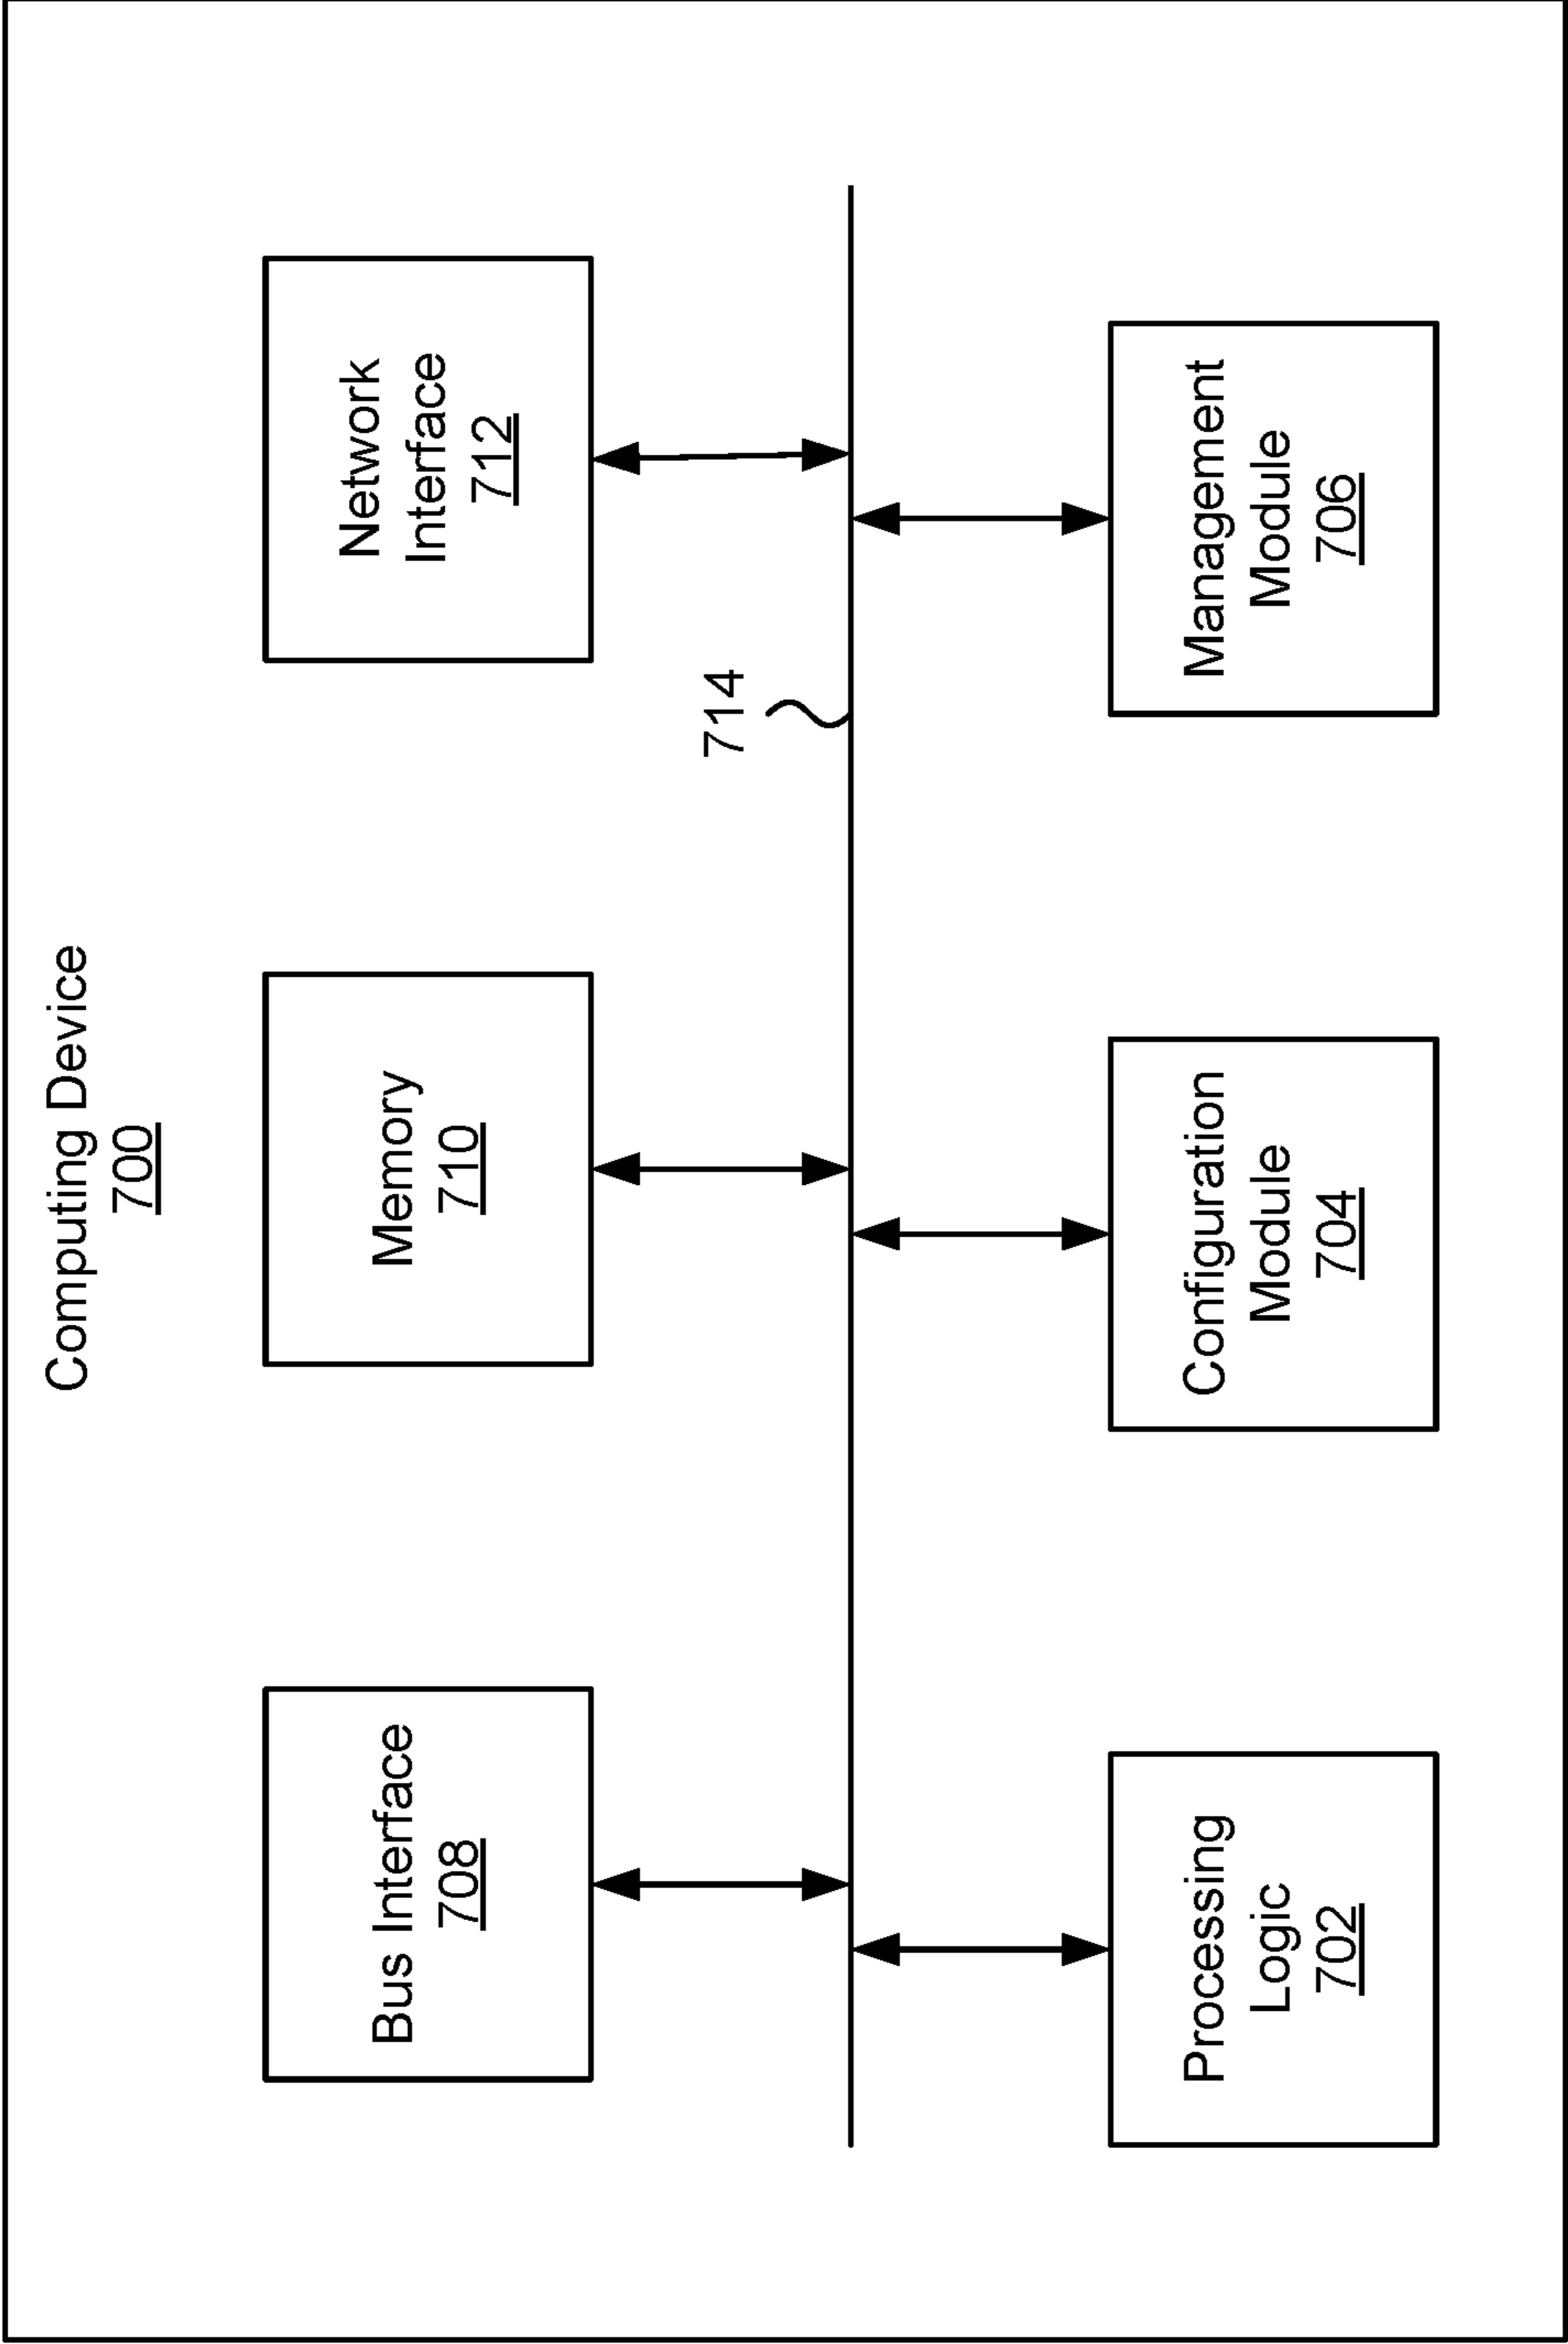 Computing Device
700
Bus Interface
708
Memory
710
Network
Interface
712
714
Processing
Logic
702
Configuration
Module
704
Management
Module
706